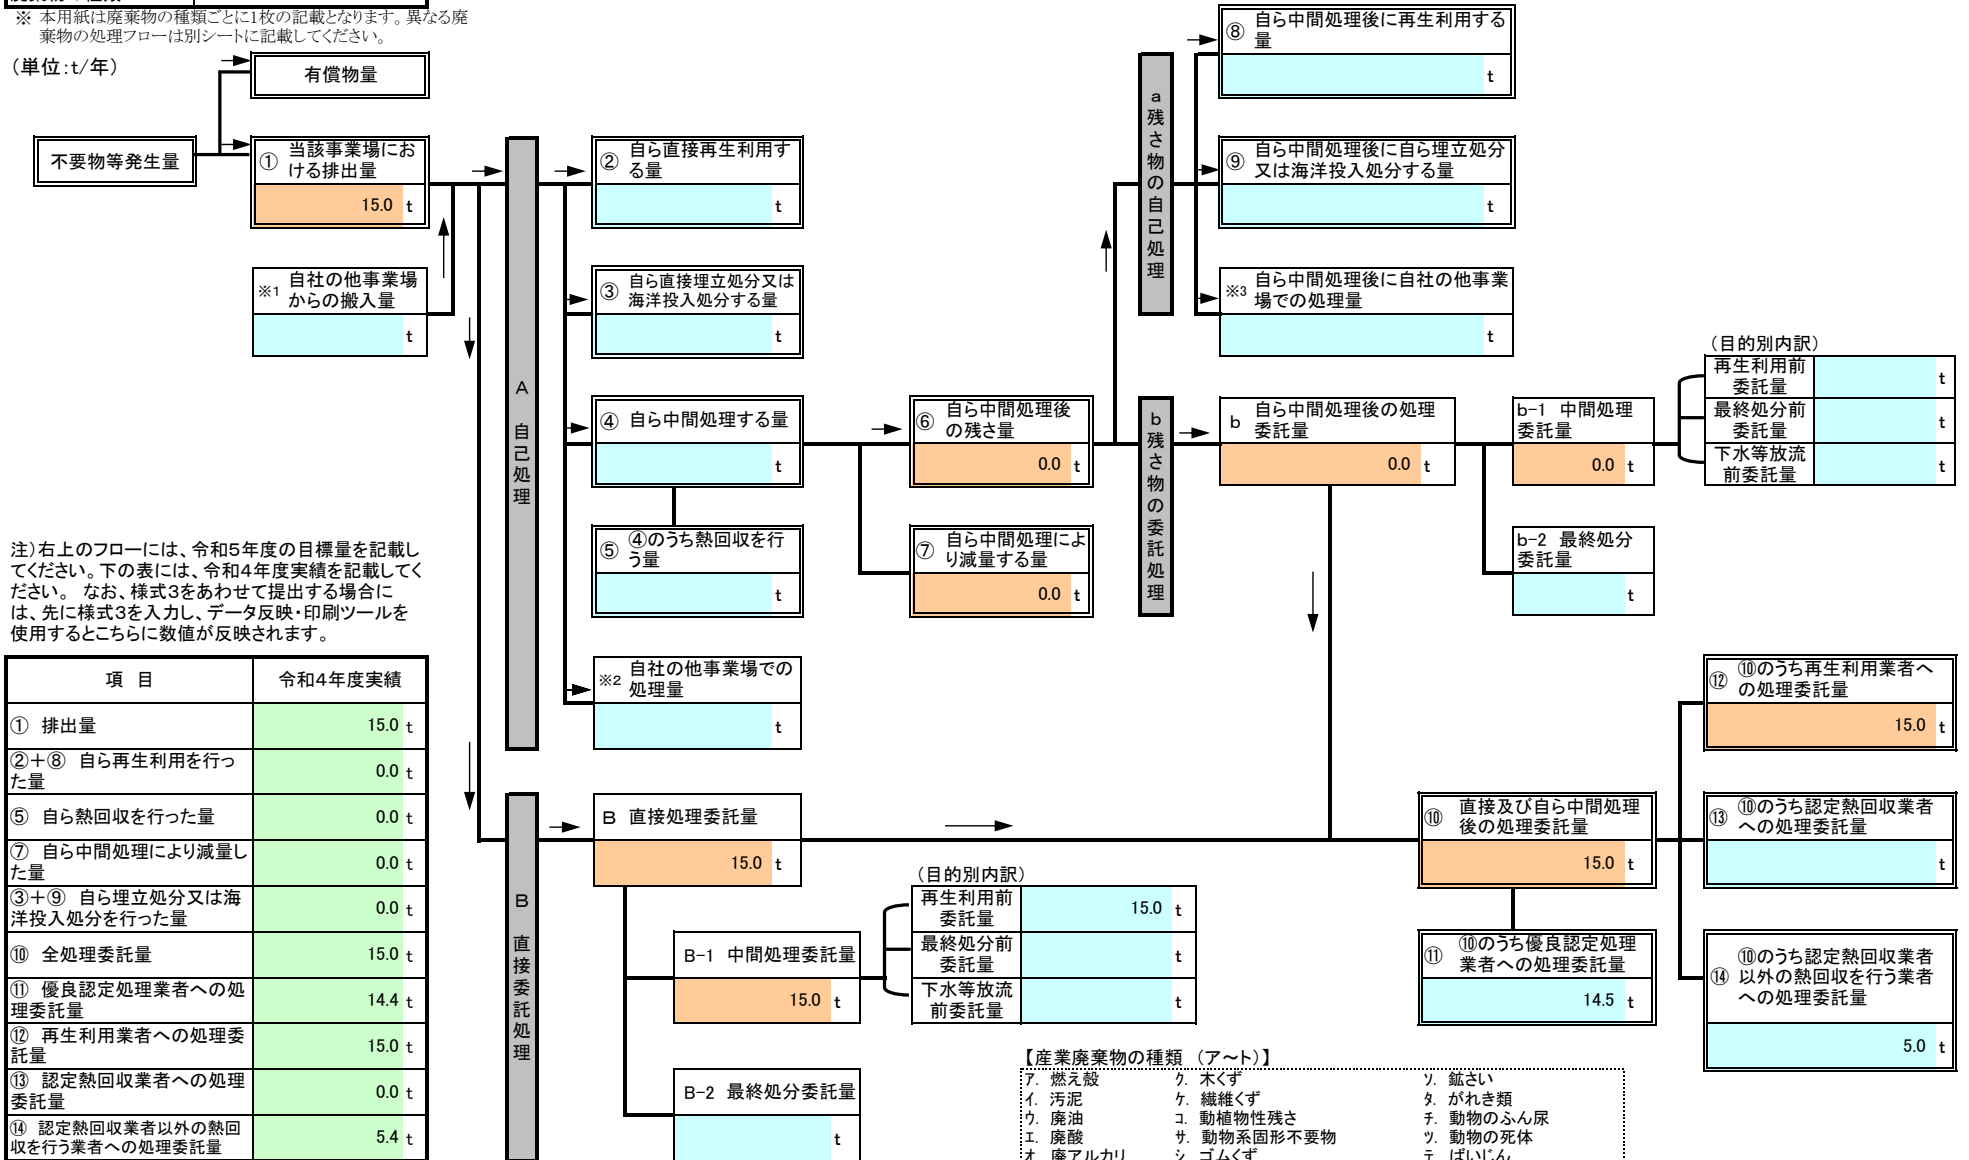 ※ 本用紙は廃棄物の種類ごとに1枚の記載となります。異なる廃
棄物の処理フローは別シートに記載してください。
(単位:t/年)
有償物量
不要物等発生量
① 当該事業場にお
ける排出量
15.0 t
※1 自社の他事業場
からの搬入量
t
A 自己処理
② 自ら直接再生利用す
る量
t
③ 自ら直接埋立処分又は
海洋投入処分する量
t
④ 自ら中間処理する量
t
⑤ ④のうち熱回収を行
う量
t
※2 自社の他事業場での
処理量
t
⑥ 自ら中間処理後
の残さ量
0.0 t
⑦ 自ら中間処理によ
り減量する量
0.0 t
a 残さ物の自己処理
⑧ 自ら中間処理後に再生利用する
量
t
⑨ 自ら中間処理後に自ら埋立処分
又は海洋投入処分する量
t
※3 自ら中間処理後に自社の他事業
場での処理量
t
b 残さ物の委託処理
b 自ら中間処理後の処理
委託量
0.0 t
b-1 中間処理
委託量
0.0 t
b-2 最終処分
委託量
t
(目的別内訳)
再生利用前
委託量
t
最終処分前
委託量
t
下水等放流
前委託量
t
注)右上のフローには、令和5年度の目標量を記載し
てください。下の表には、令和4年度実績を記載してく
ださい。 なお、様式3をあわせて提出する場合に
は、先に様式3を入力し、データ反映・印刷ツールを
使用するとこちらに数値が反映されます。
項 目 令和4年度実績
① 排出量 15.0 t
②+⑧ 自ら再生利用を行っ
た量 0.0 t
⑤ 自ら熱回収を行った量 0.0 t
⑦ 自ら中間処理により減量し
た量 0.0 t
③+⑨ 自ら埋立処分又は海
洋投入処分を行った量 0.0 t
⑩ 全処理委託量 15.0 t
⑪ 優良認定処理業者への処
理委託量 14.4 t
⑫ 再生利用業者への処理委
託量 15.0 t
⑬ 認定熱回収業者への処理
委託量 0.0 t
⑭ 認定熱回収業者以外の熱回
収を行う業者への処理委託量 5.4 t
B 直接委託処理
B 直接処理委託量
15.0 t
B-1 中間処理委託量
15.0 t
B-2 最終処分委託量
t
(目的別内訳)
再生利用前
委託量
15.0 t
最終処分前
委託量
t
下水等放流
前委託量
t
⑩ 直接及び自ら中間処理
後の処理委託量
15.0 t
⑪ ⑩のうち優良認定処理
業者への処理委託量
14.5 t
⑫ ⑩のうち再生利用業者へ
の処理委託量
15.0 t
⑬ ⑩のうち認定熱回収業者
への処理委託量
t
⑭ ⑩のうち認定熱回収業者
以外の熱回収を行う業者
への処理委託量
5.0 t
【産業廃棄物の種類 (ア~ト)】
ア. 燃え殻 ク. 木くず ソ. 鉱さい
イ. 汚泥 ケ. 繊維くず タ. がれき類
ウ. 廃油 コ. 動植物性残さ チ. 動物のふん尿
エ. 廃酸 サ. 動物系固形不要物 ツ. 動物の死体
オ. 廃アルカリ シ. ゴムくず テ. ばいじん